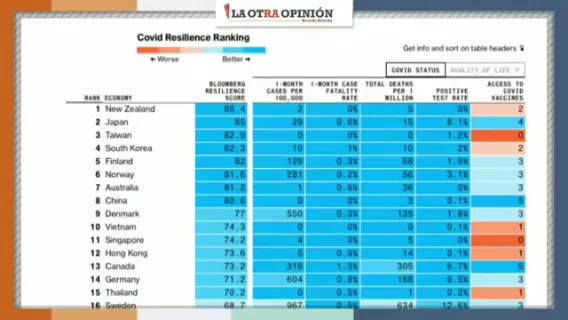 LA OTRA OPINIÓN
Covid Resilience Ranking
← Worse Better →
Get info and sort on table headers
COVID STATUS QUALITY OF LIFE
RANK ECONOMY BLOOMBERG RESILIENCE SCORE 1-MONTH CASES PER 100,000 1-MONTH CASE FATALITY RATE TOTAL DEATHS PER 1 MILLION POSITIVE TEST RATE ACCESS TO COVID VACCINES
1 New Zealand 85.4 2 0% 5 0% 2
2 Japan 85 29 0.6% 15 8.1% 4
3 Taiwan 82.9 0 0% 0 1.2% 0
4 South Korea 82.3 10 1% 10 2% 2
5 Finland 82 129 0.3% 68 1.9% 3
6 Norway 81.6 281 0.2% 56 3.1% 3
7 Australia 81.2 1 0.6% 36 0% 3
8 China 80.6 0 0% 3 0.1% 5
9 Denmark 77 550 0.3% 135 1.8% 3
10 Vietnam 74.3 0 0% 0 0.1% 1
11 Singapore 74.2 4 0% 5 0% 0
12 Hong Kong 73.6 5 0.9% 14 0.1% 1
13 Canada 73.2 316 1.3% 305 6.7% 5
14 Germany 71.2 604 0.8% 168 9.5% 3
15 Thailand 70.2 0 0.5% 1 0.2% 1
16 Sweden 68.7 967 0.5% 634 12.6% 3